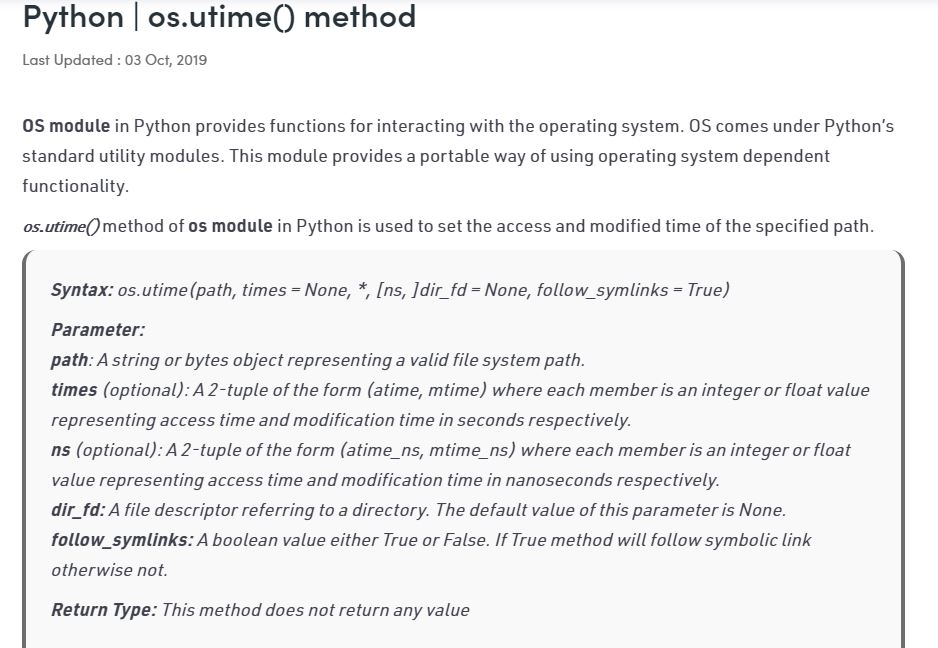 Python | os.utime() method
Last Updated : 03 Oct, 2019
OS module in Python provides functions for interacting with the operating system. OS comes under Python’s
standard utility modules. This module provides a portable way of using operating system dependent
functionality.
os.utime() method of os module in Python is used to set the access and modified time of the specified path.
Syntax: os.utime(path, times = None, *, [ns, ]dir_fd = None, follow_symlinks = True)
Parameter:
path: A string or bytes object representing a valid file system path.
times (optional): A 2-tuple of the form (atime, mtime) where each member is an integer or float value
representing access time and modification time in seconds respectively.
ns (optional): A 2-tuple of the form (atime_ns, mtime_ns) where each member is an integer or float
value representing access time and modification time in nanoseconds respectively.
dir_fd: A file descriptor referring to a directory. The default value of this parameter is None.
follow_symlinks: A boolean value either True or False. If True method will follow symbolic link
otherwise not.
Return Type: This method does not return any value